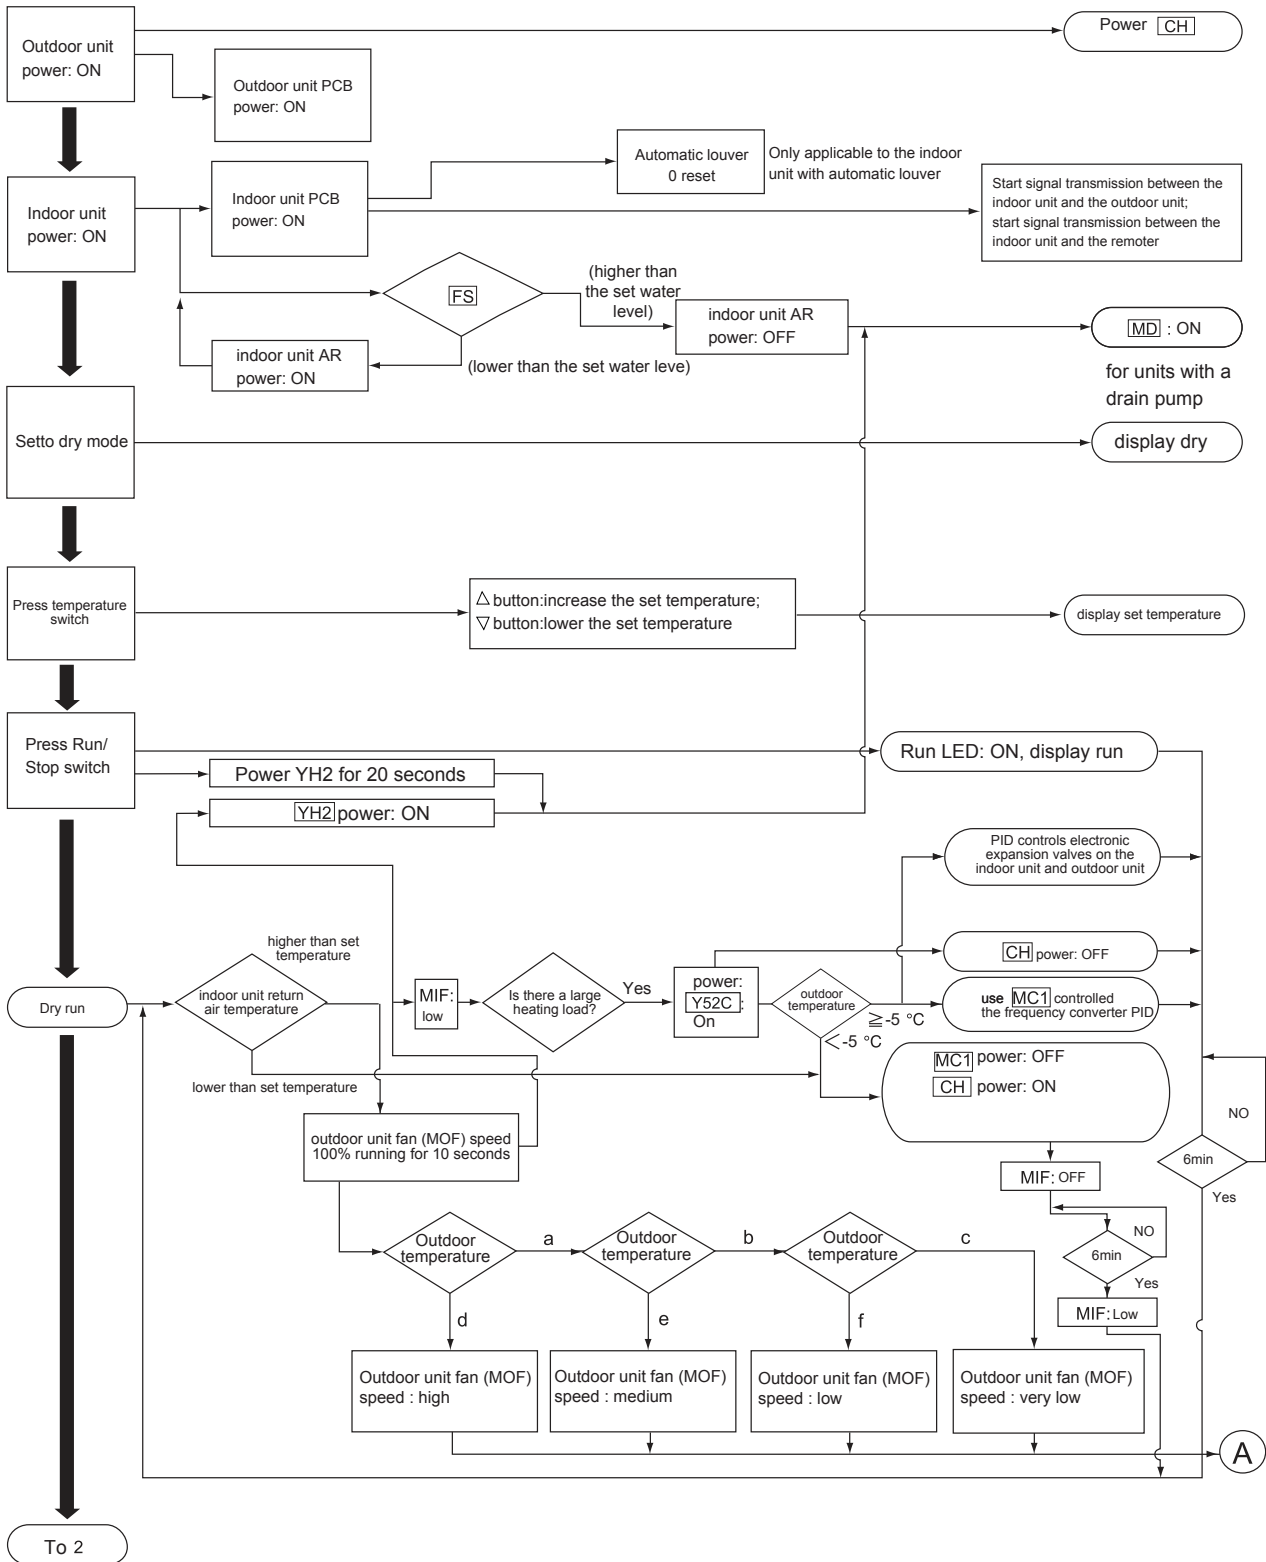 Outdoor unit
power: ON
Power CH
Outdoor unit PCB
power: ON
Indoor unit
power: ON
Indoor unit PCB
power: ON
Automatic louver
0 reset
Only applicable to the indoor
unit with automatic louver
Start signal transmission between the
indoor unit and the outdoor unit;
start signal transmission between the
indoor unit and the remoter
FS
(higher than
the set water
level)
indoor unit AR
power: OFF
MD : ON
indoor unit AR
power: ON
(lower than the set water leve)
for units with a
drain pump
Setto dry mode
display dry
Press temperature
switch
△ button:increase the set temperature;
▽ button:lower the set temperature
display set temperature
Press Run/
Stop switch
Run LED: ON, display run
Power YH2 for 20 seconds
YH2 power: ON
PID controls electronic
expansion valves on the
indoor unit and outdoor unit
higher than set
temperature
CH power: OFF
Dry run
indoor unit return
air temperature
MIF:
low
Is there a large
heating load?
Yes
power:
Y52C :
On
outdoor
temperature
≧-5 °C
<-5 °C
use MC1 controlled
the frequency converter PID
lower than set temperature
MC1 power: OFF
CH power: ON
NO
outdoor unit fan (MOF) speed
100% running for 10 seconds
6min
Yes
MIF: OFF
Outdoor
temperature
a
Outdoor
temperature
b
Outdoor
temperature
c
NO
6min
Yes
d
e
f
MIF:Low
Outdoor unit fan (MOF)
speed : high
Outdoor unit fan (MOF)
speed : medium
Outdoor unit fan (MOF)
speed : low
Outdoor unit fan (MOF)
speed : very low
A
To 2